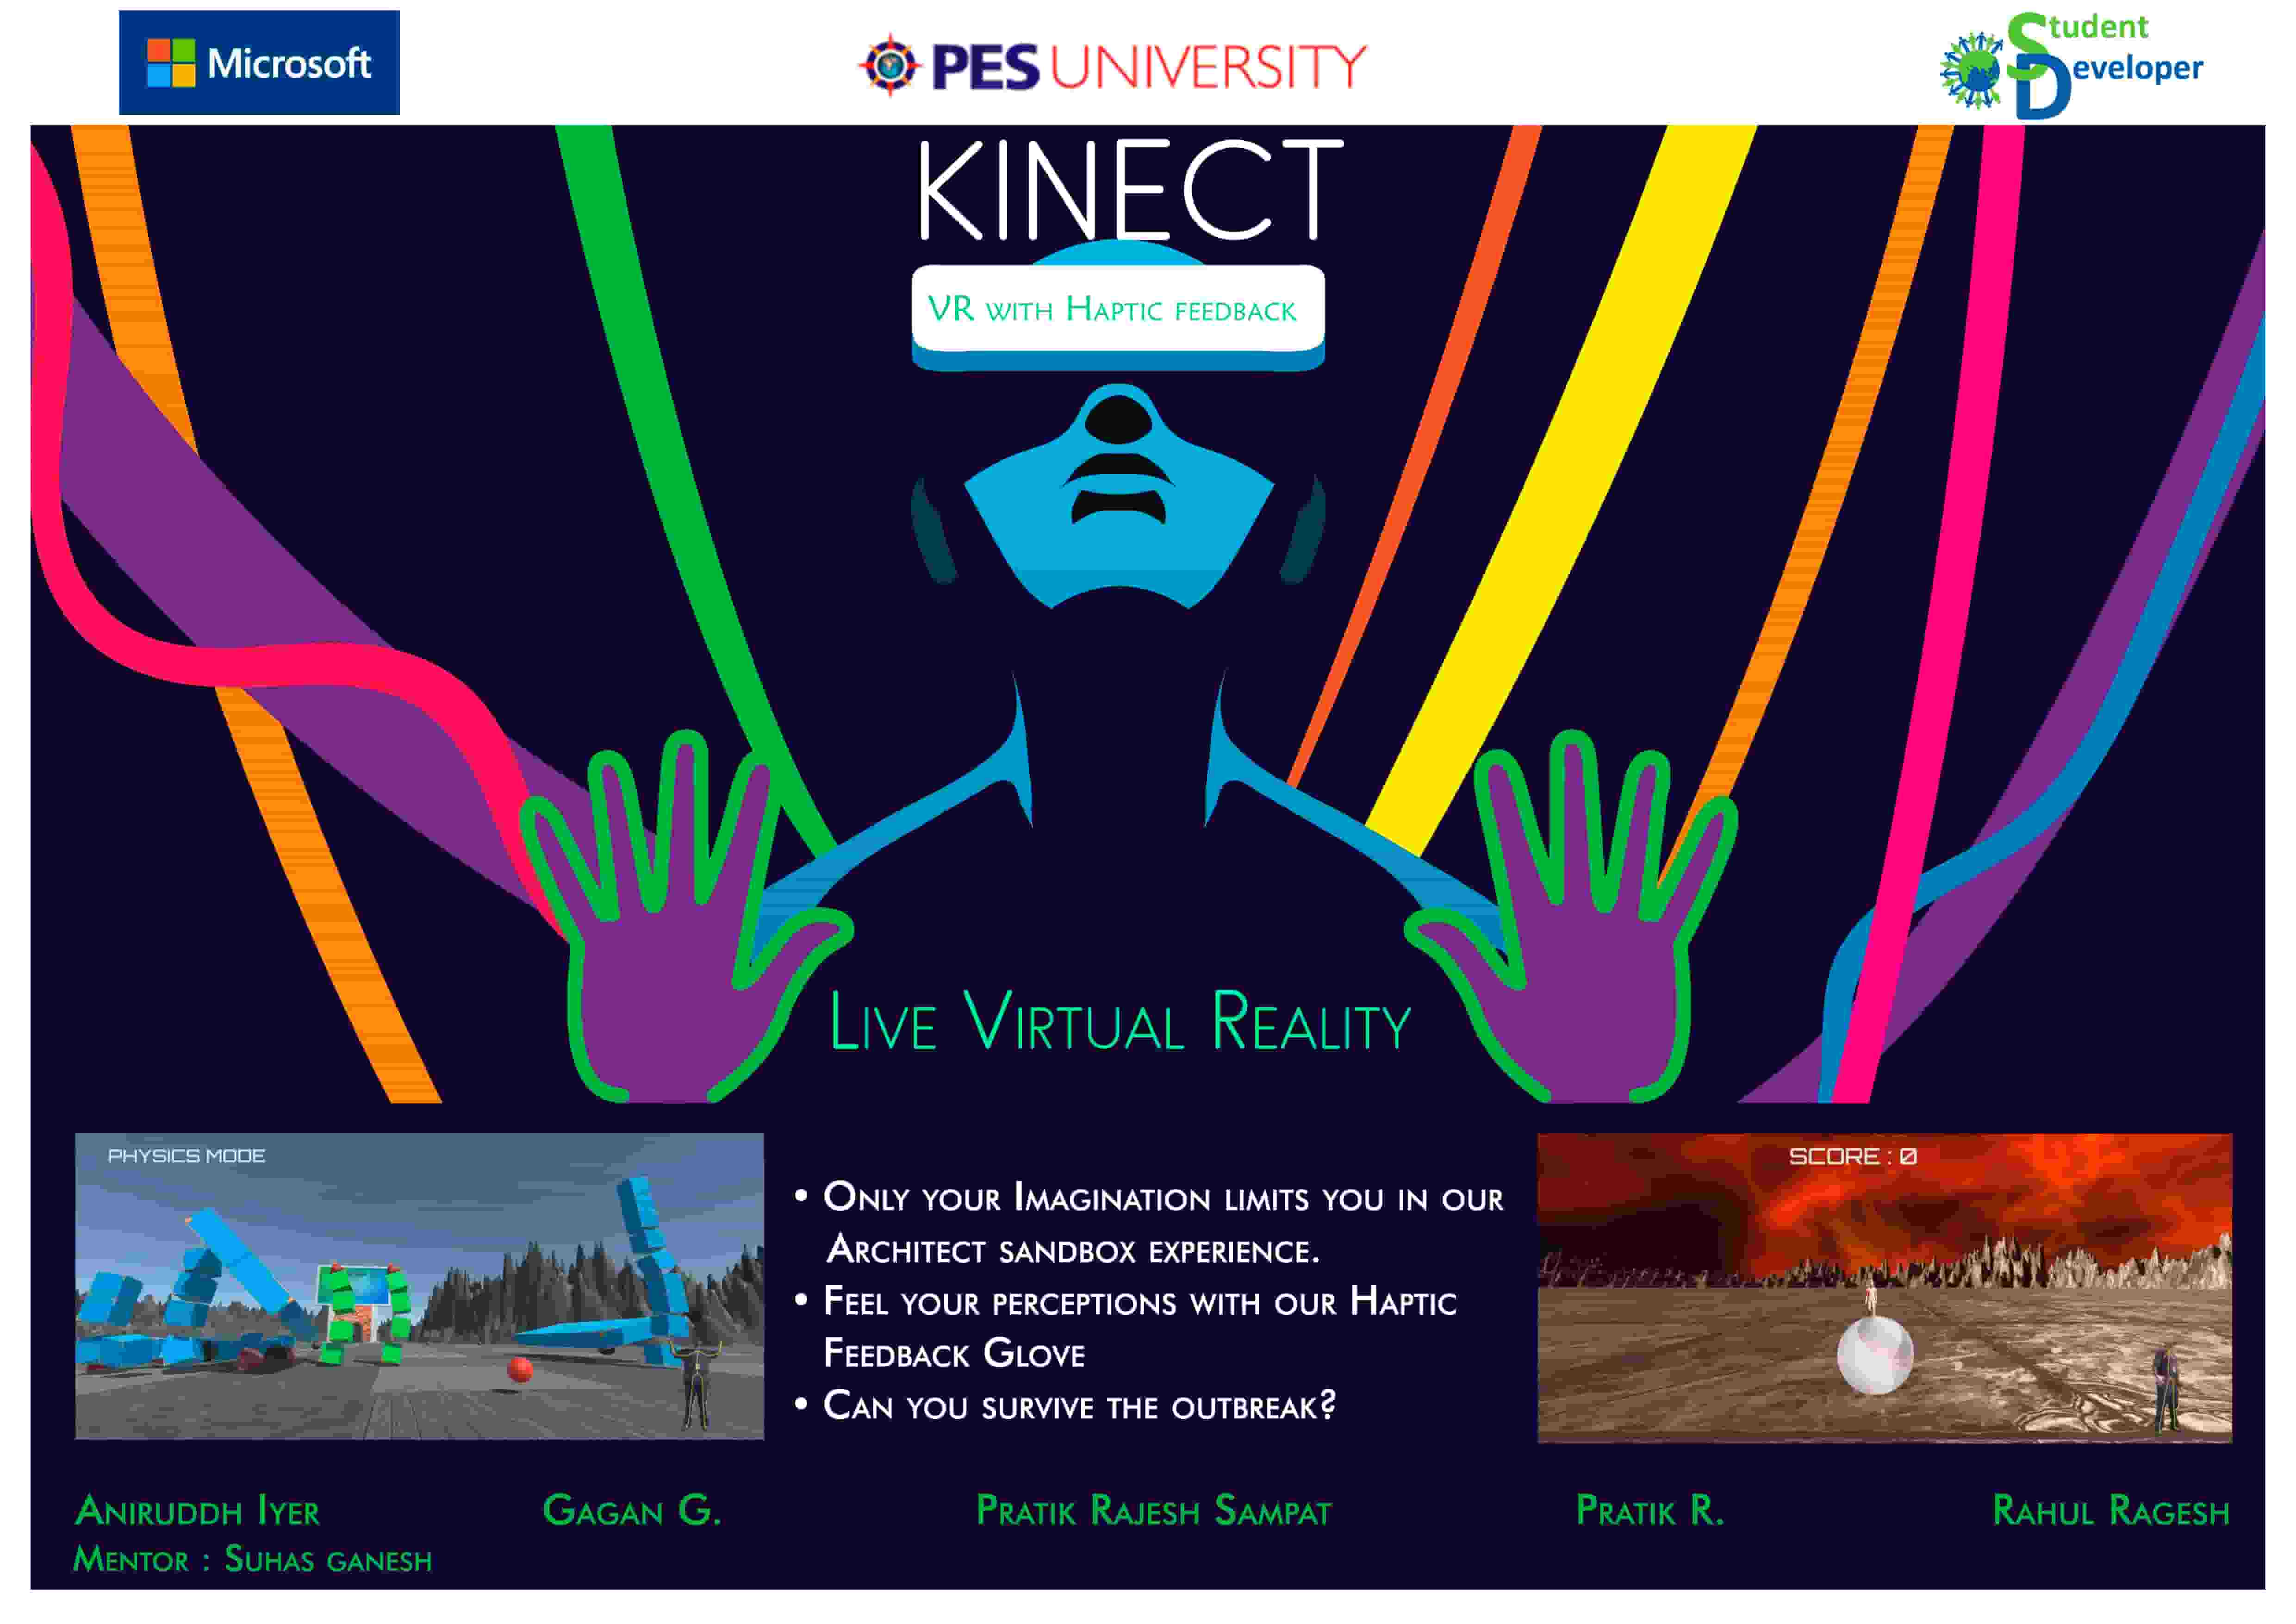 Microsoft
PES UNIVERSITY
Student
Developer
KINECT
VR WITH HAPTIC FEEDBACK
LIVE VIRTUAL REALITY
PHYSICS MODE
SCORE : 0
• ONLY YOUR IMAGINATION LIMITS YOU IN OUR
ARCHITECT SANDBOX EXPERIENCE.
• FEEL YOUR PERCEPTIONS WITH OUR HAPTIC
FEEDBACK GLOVE
• CAN YOU SURVIVE THE OUTBREAK?
ANIRUDDH IYER GAGAN G. PRATIK RAJESH SAMPAT PRATIK R. RAHUL RAGESH
MENTOR : SUHAS GANESH